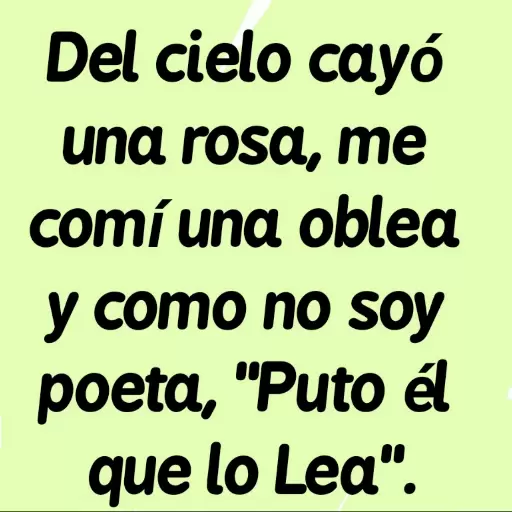 Del cielo cayó
una rosa, me
comí una oblea
y como no soy
poeta, "Puto él
que lo Lea".